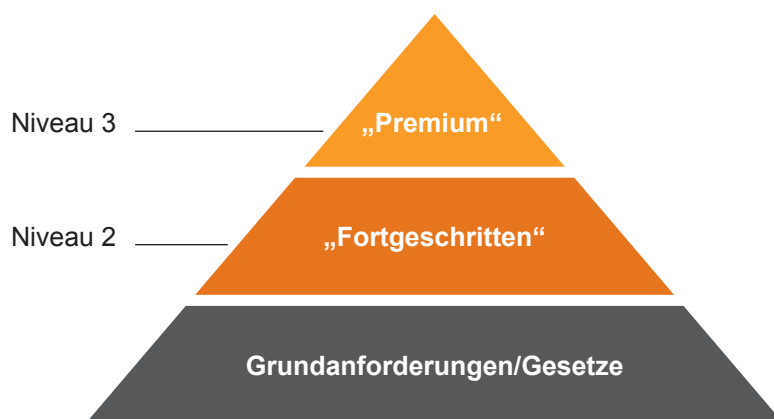 Niveau 3
„Premium“
Niveau 2
„Fortgeschritten“
Grundanforderungen/Gesetze